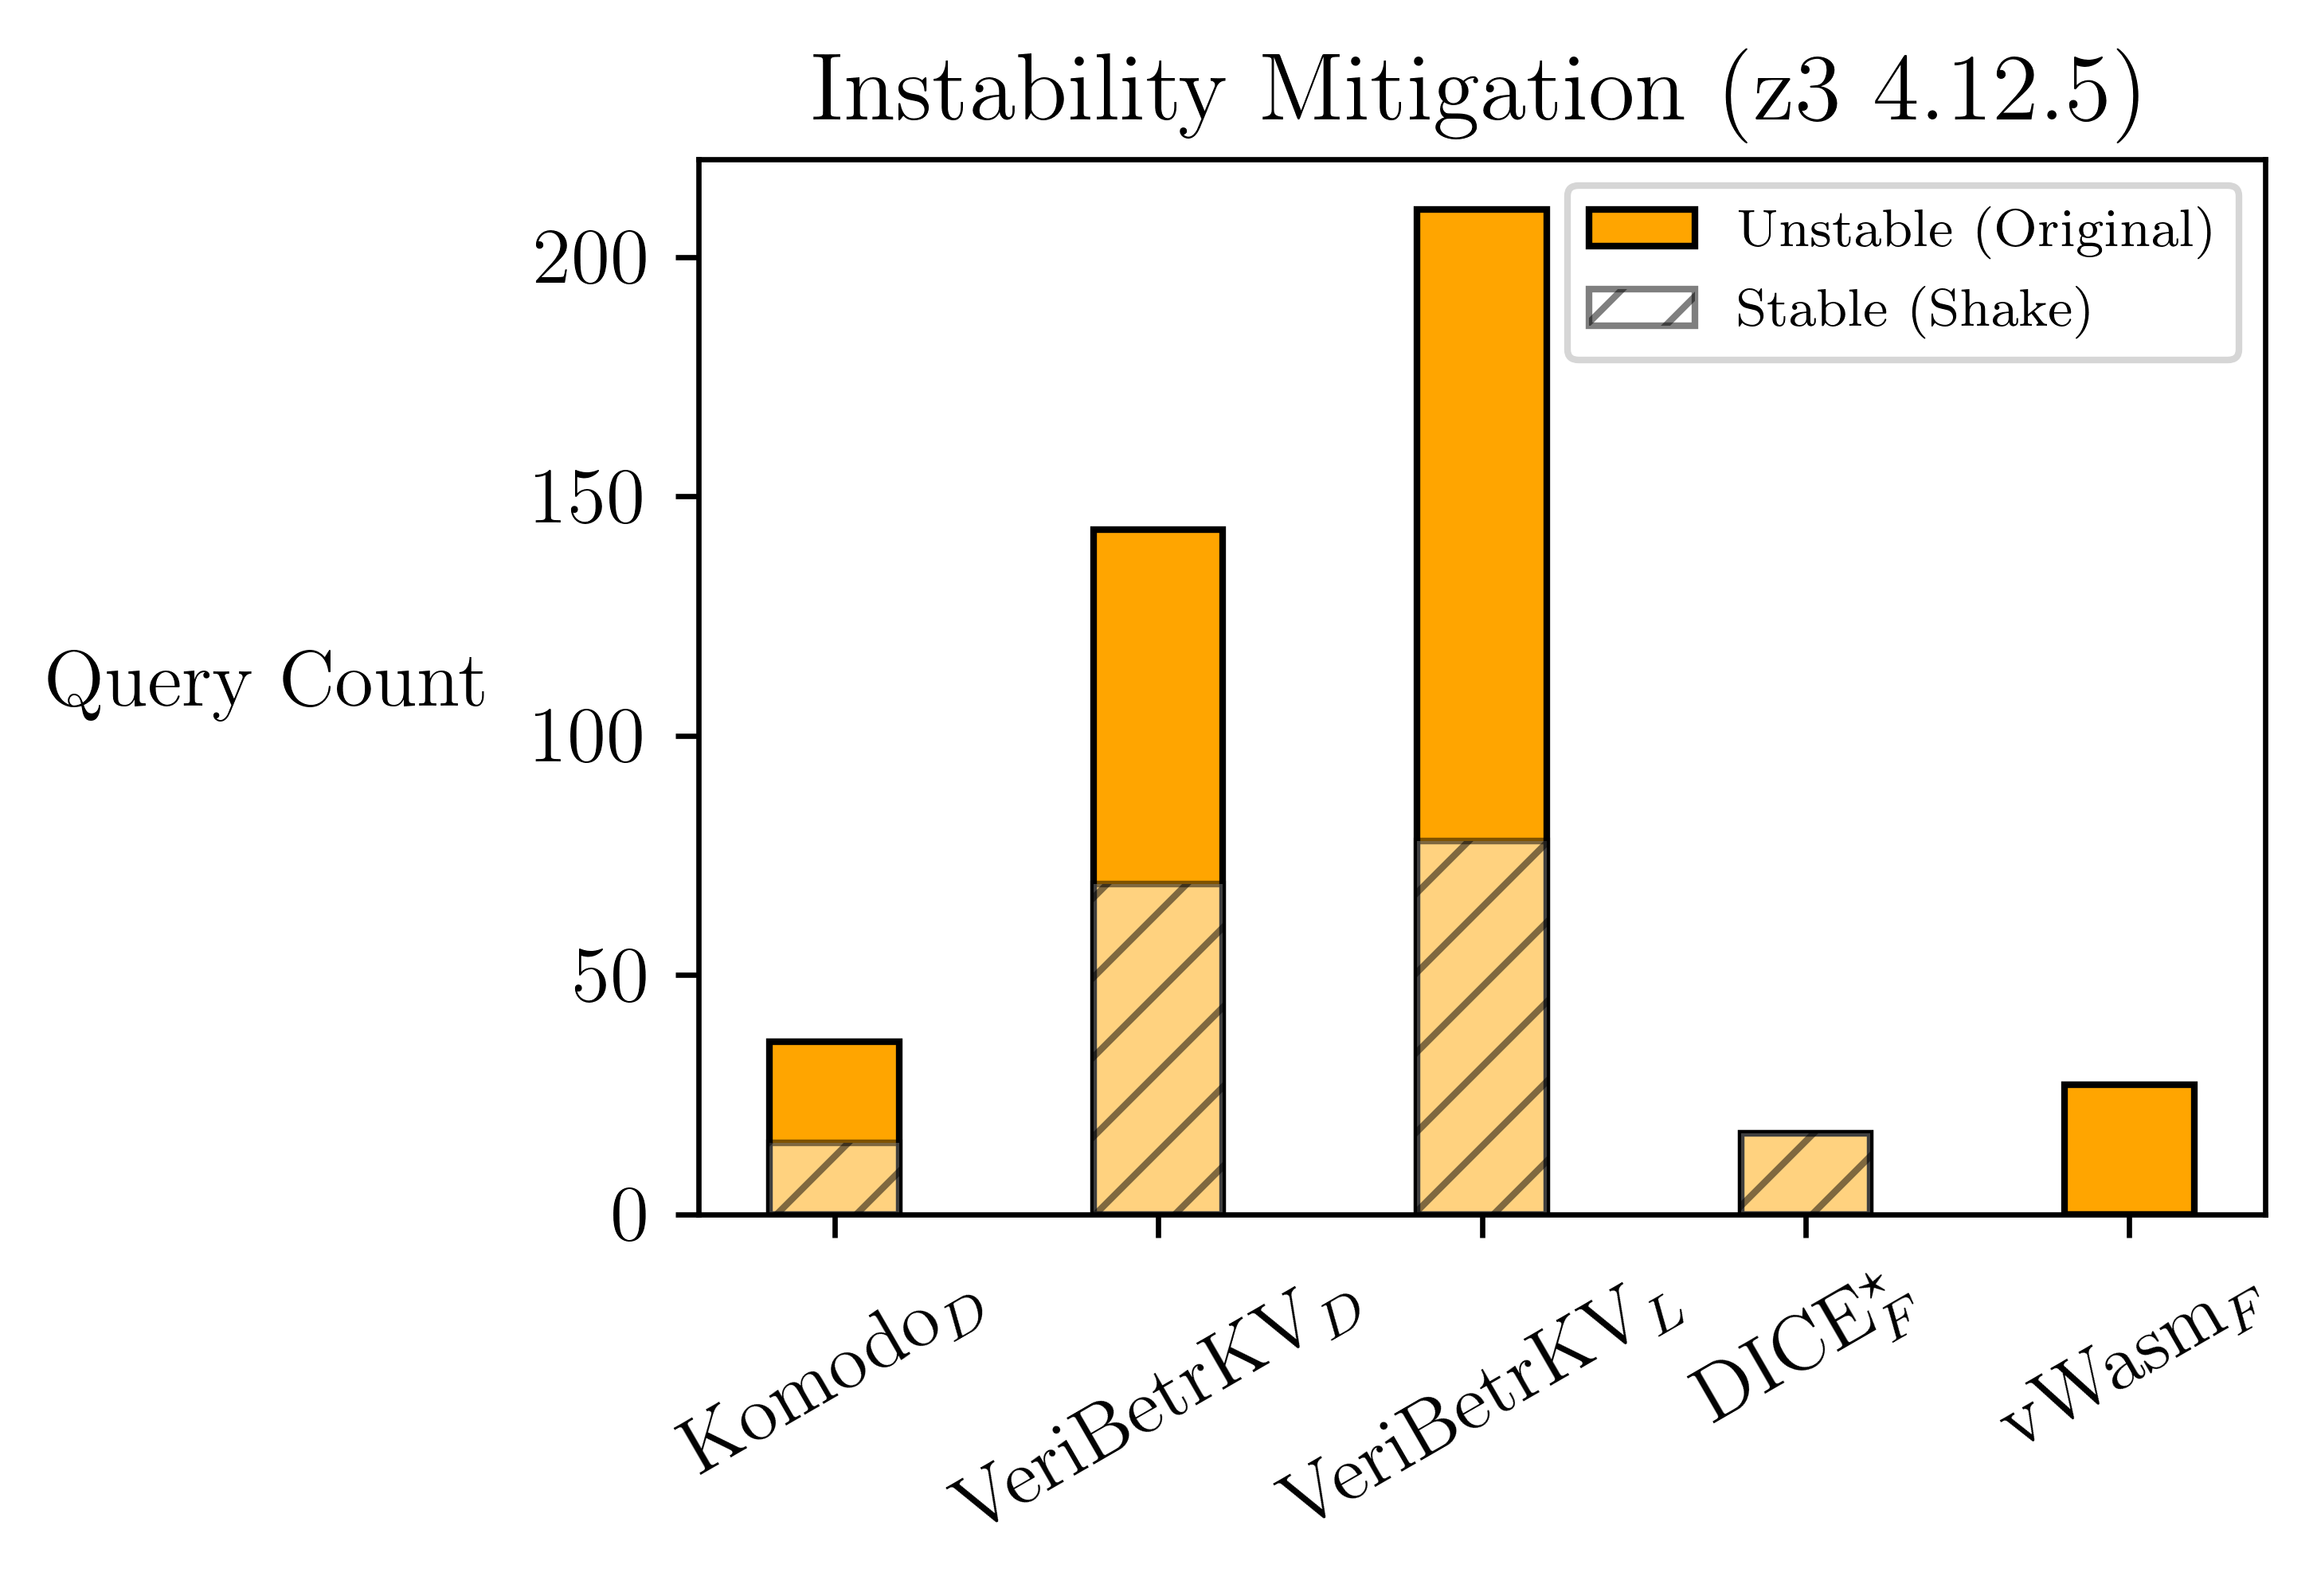 Instability Mitigation (z3 4.12.5)
Unstable (Original)
Stable (Shake)
Query Count
200
150
100
50
0
Komodo_D
VeriBetrKV_D
VeriBetrKV_L
DICE^⋆_F
vWasm_F